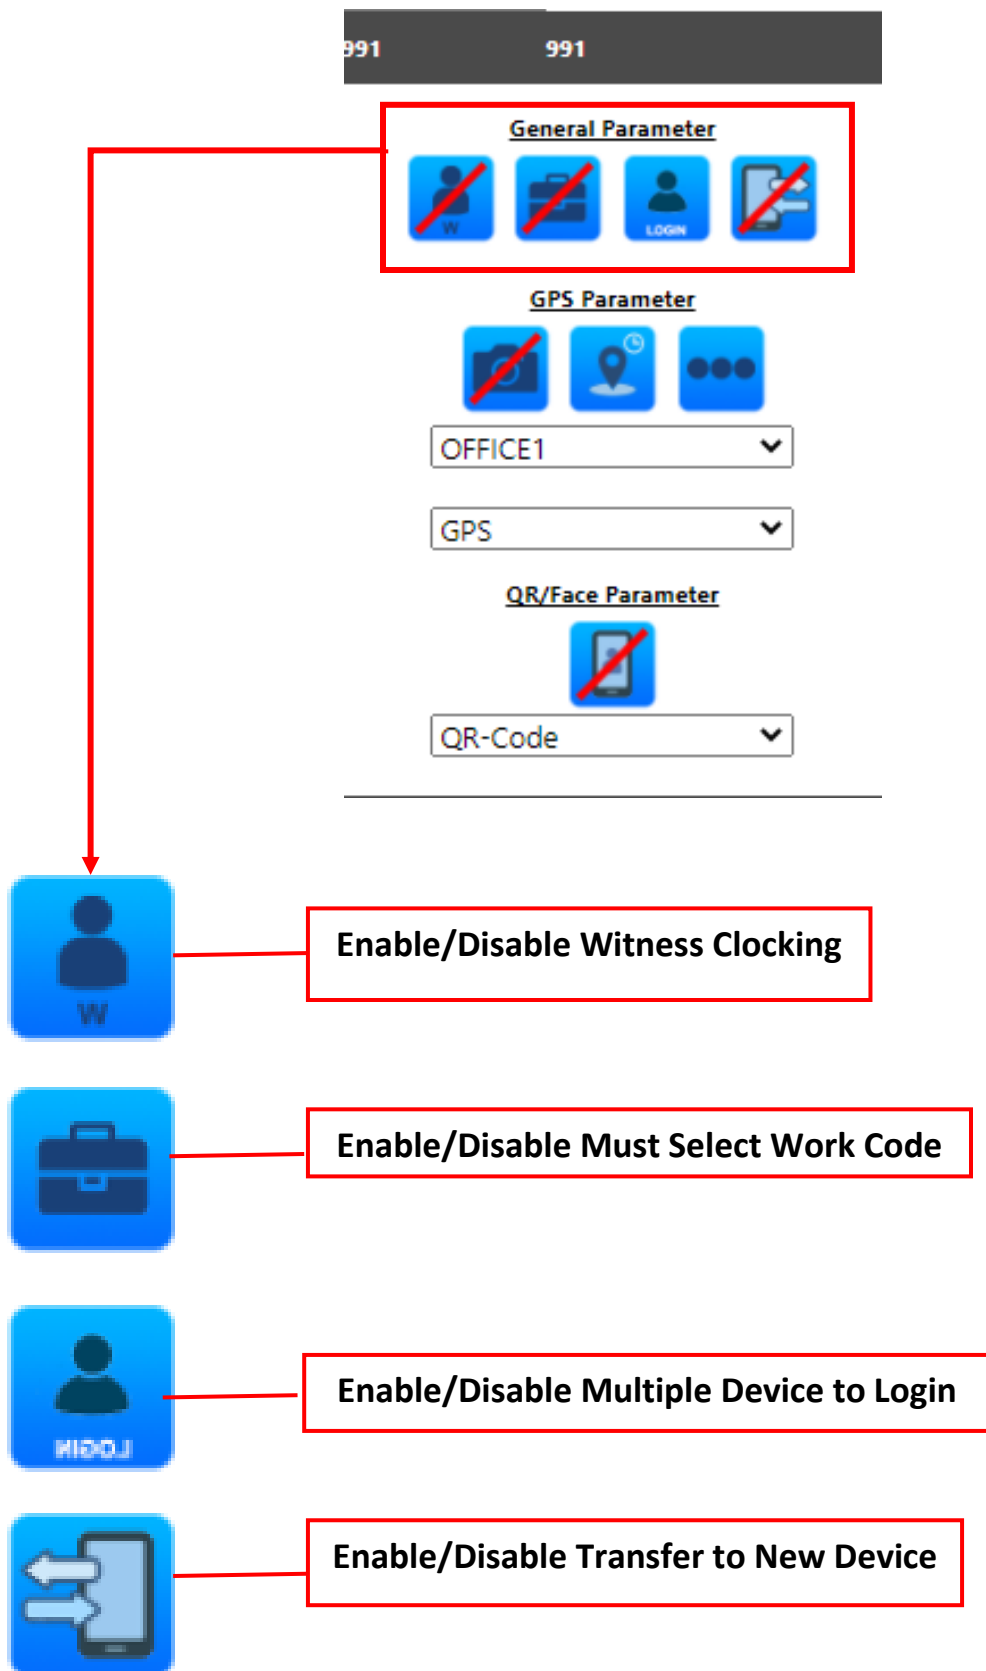 991 991
General Parameter
W
LOGIN
GPS Parameter
OFFICE1
GPS
QR/Face Parameter
QR-Code
Enable/Disable Witness Clocking
W
Enable/Disable Must Select Work Code
Enable/Disable Multiple Device to Login
LOGIN
Enable/Disable Transfer to New Device